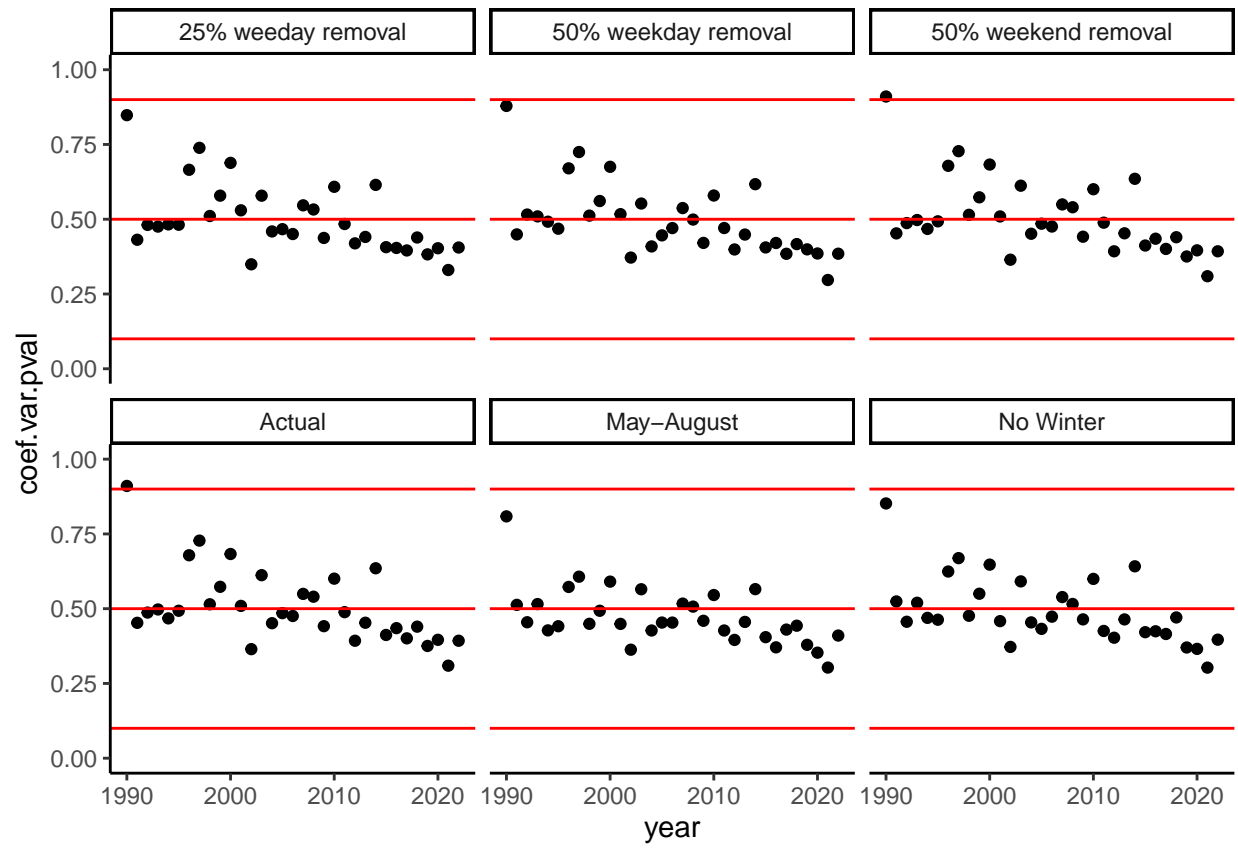 25% weeday removal
50% weekday removal
50% weekend removal
1.00
0.75
0.50
0.25
0.00
Actual
May−August
No Winter
1.00
0.75
0.50
0.25
0.00
1990 2000 2010 2020
1990 2000 2010 2020
1990 2000 2010 2020
coef.var.pval
year